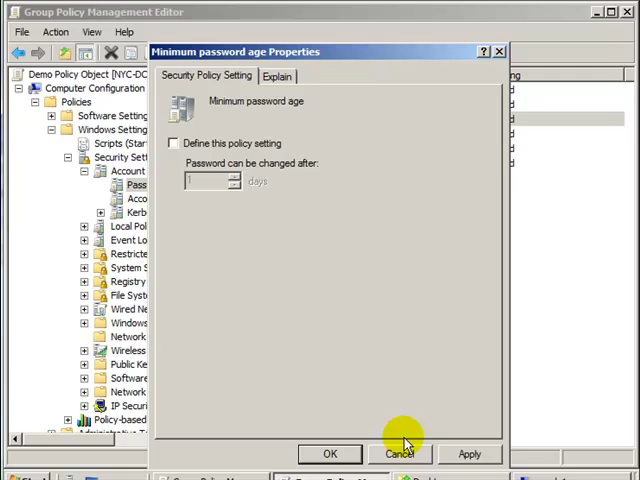 Group Policy Management Editor
File Action View Help
Minimum password age Properties
Security Policy Setting Explain
Minimum password age
Define this policy setting
Password can be changed after:
1 days
OK Cancel Apply
Demo Policy Object [NYC-DC
Computer Configuration
Policies
Software Setting
Windows Setting
Scripts (Star
Security Sett
Account
Pass
Acco
Kerb
Local Pol
Event Lo
Restricte
System S
Registry
File Syst
Wired Ne
Windows
Network
Wireless
Public Ke
Software
Network
IP Securi
Policy-based